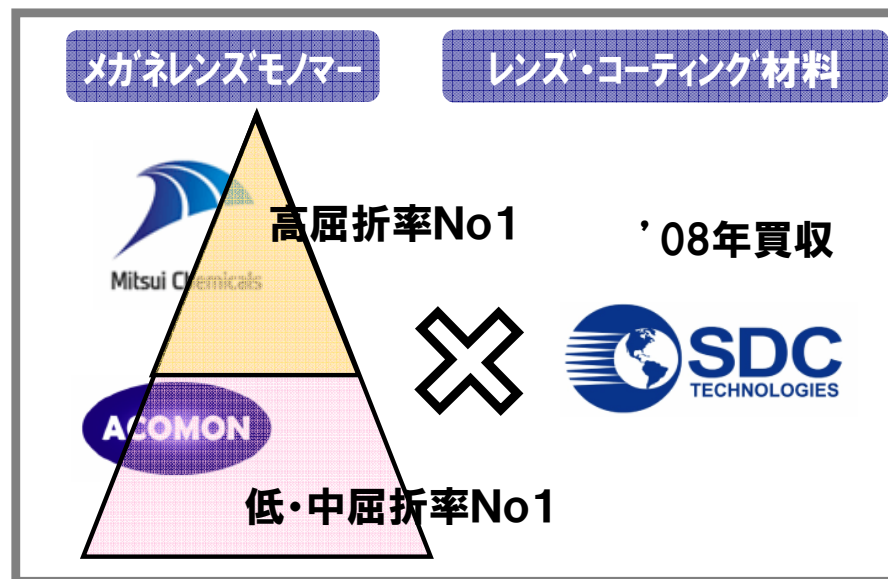 メガネレンズモノマー
レンズ・コーティング材料
高屈折率No1
'08年買収
Mitsui Chemicals
SDC
TECHNOLOGIES
ACOMON
低・中屈折率No1